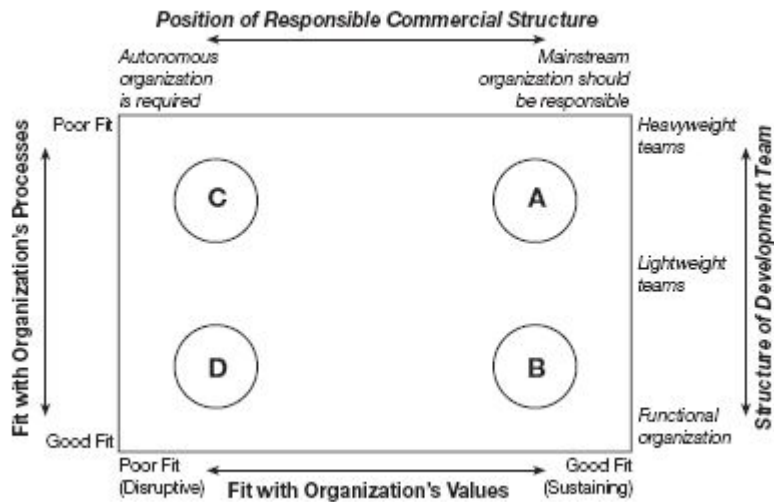 Position of Responsible Commercial Structure
Autonomous
organization
is required
Mainstream
organization should
be responsible
Poor Fit
Heavyweight
teams
Fit with Organization's Processes
C
A
Lightweight
teams
Structure of Development Team
D
B
Good Fit
Functional
organization
Poor Fit
(Disruptive)
Fit with Organization's Values
Good Fit
(Sustaining)